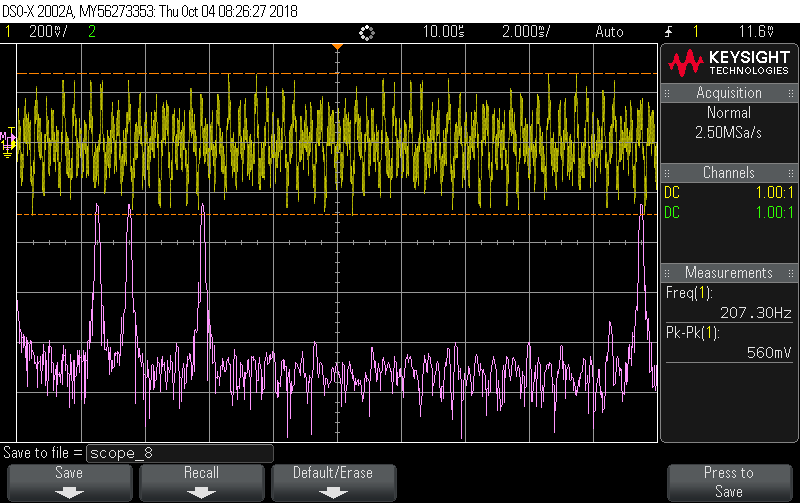 DSO-X 2002A, MY56273353: Thu Oct 04 08:26:27 2018
1 200V/ 2 10.00s 2.000s/ Auto 1 11.6V
KEYSIGHT
TECHNOLOGIES
Acquisition
Normal
2.50MSa/s
Channels
DC 1.00:1
DC 1.00:1
Measurements
Freq(1):
207.30Hz
Pk-Pk(1):
560mV
M
1
Save to file = scope_8
Save
Recall
Default/Erase
Press to
Save